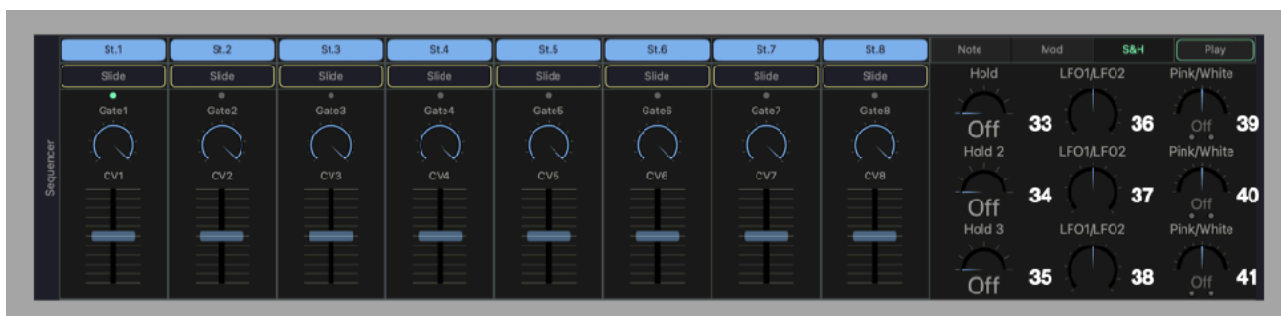 St.1 St.2 St.3 St.4 St.5 St.6 St.7 St.8 Note Mod S&H Play
Slide Slide Slide Slide Slide Slide Slide Slide Hold LFO1/LFO2 Pink/White
Gate1 Gate2 Gate3 Gate4 Gate5 Gate6 Gate7 Gate8
Off 33 36 Off 39
Sequencer
Hold 2 LFO1/LFO2 Pink/White
CV1 CV2 CV3 CV4 CV5 CV6 CV7 CV8
Off 34 37 Off 40
Hold 3 LFO1/LFO2 Pink/White
Off 35 38 Off 41